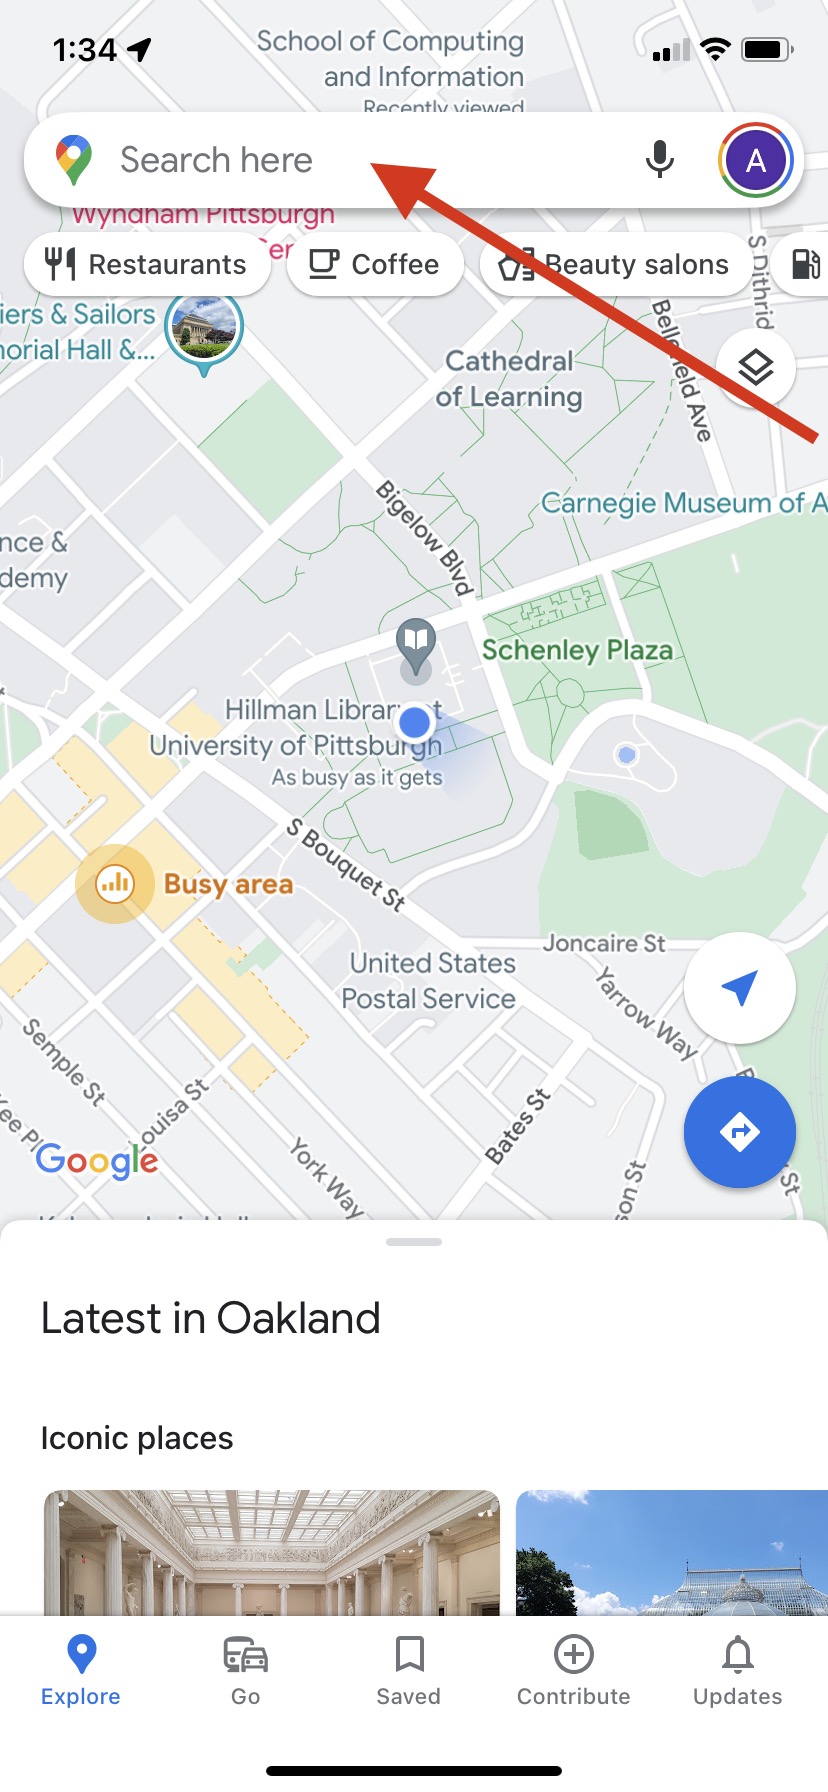 1:34
School of Computing
and Information
Recently viewed
Search here
A
Wyndham Pittsburgh
Restaurants
Coffee
Beauty salons
S Dithrid
iers & Sailors
orial Hall &...
Cathedral
of Learning
Bellefield Ave
Bigelow Blvd
Carnegie Museum of A
nce &
demy
Schenley Plaza
Hillman Library at
University of Pittsburgh
As busy as it gets
S Bouquet St
Busy area
Joncaire St
United States
Postal Service
Yarrow Way
Semple St
Louisa St
Bates St
York Way
son St
St
Google
Latest in Oakland
Iconic places
Explore
Go
Saved
Contribute
Updates